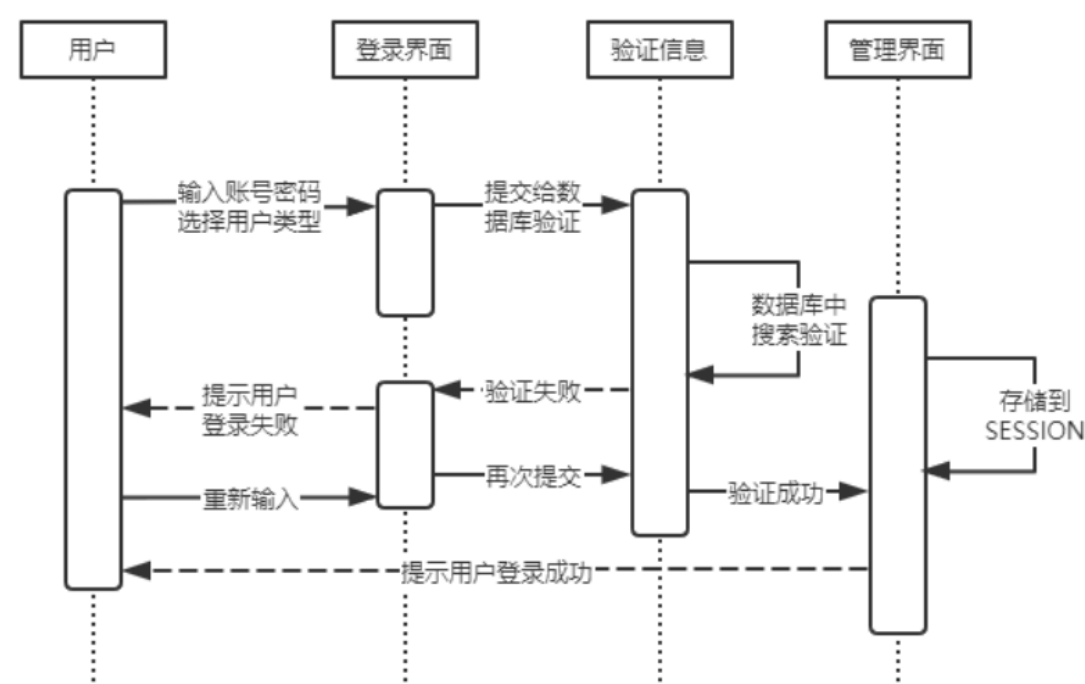 用户
登录界面
验证信息
管理界面
输入账号密码
选择用户类型
提交给数
据库验证
数据库中
搜索验证
验证失败
提示用户
登录失败
存储到
SESSION
再次提交
重新输入
验证成功
提示用户登录成功